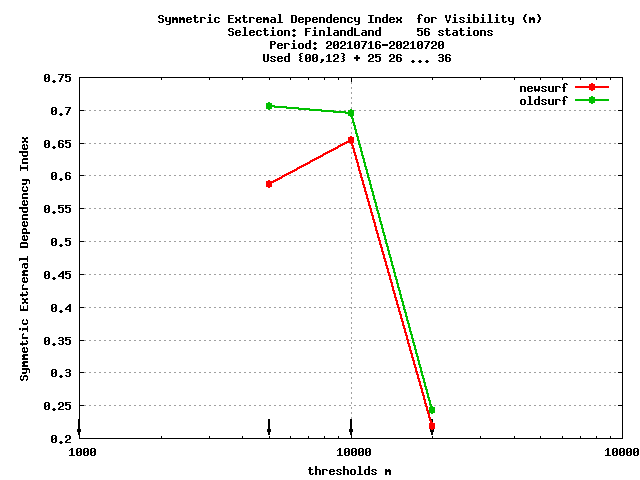 Symmetric Extremal Dependency Index  for Visibility (m)
Selection: FinlandLand     56 stations
Period: 20210716-20210720
Used {00,12} + 25 26 ... 36
newsurf
oldsurf
Symmetric Extremal Dependency Index
0.75
0.7
0.65
0.6
0.55
0.5
0.45
0.4
0.35
0.3
0.25
0.2
1000
10000
10000
thresholds m